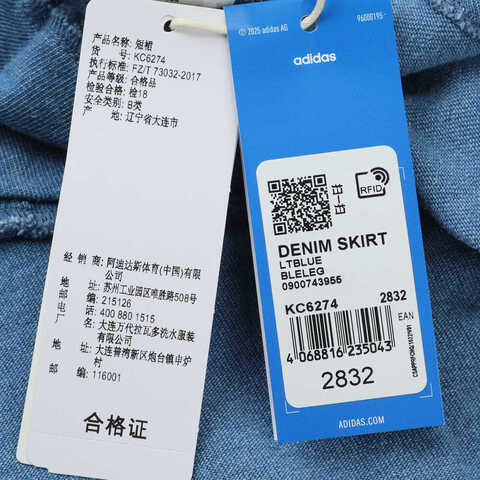 产品名称: 短裙
货 号: KC6274
执行标准: FZ/T 73032-2017
产品等级: 合格品
检验合格: 检18
安全类别: B类
产 地: 辽宁省大连市
经 销 商: 阿迪达斯体育(中国)有限
公司
地 址: 苏州工业园区唯胜路508号
邮 编: 215126
电 话: 400 880 1515
厂 名: 大连万代拉瓦多洗水服装
有限公司
地 址: 大连普湾新区炮台镇中炉
村
邮 编: 116001
合格证
© 2025 adidas AG
96000195
adidas
RFID
DENIM SKIRT
LTBLUE
BLELEG
0900743955
KC6274 2832
EAN
4 068816 235043
2832
ADIDAS.COM